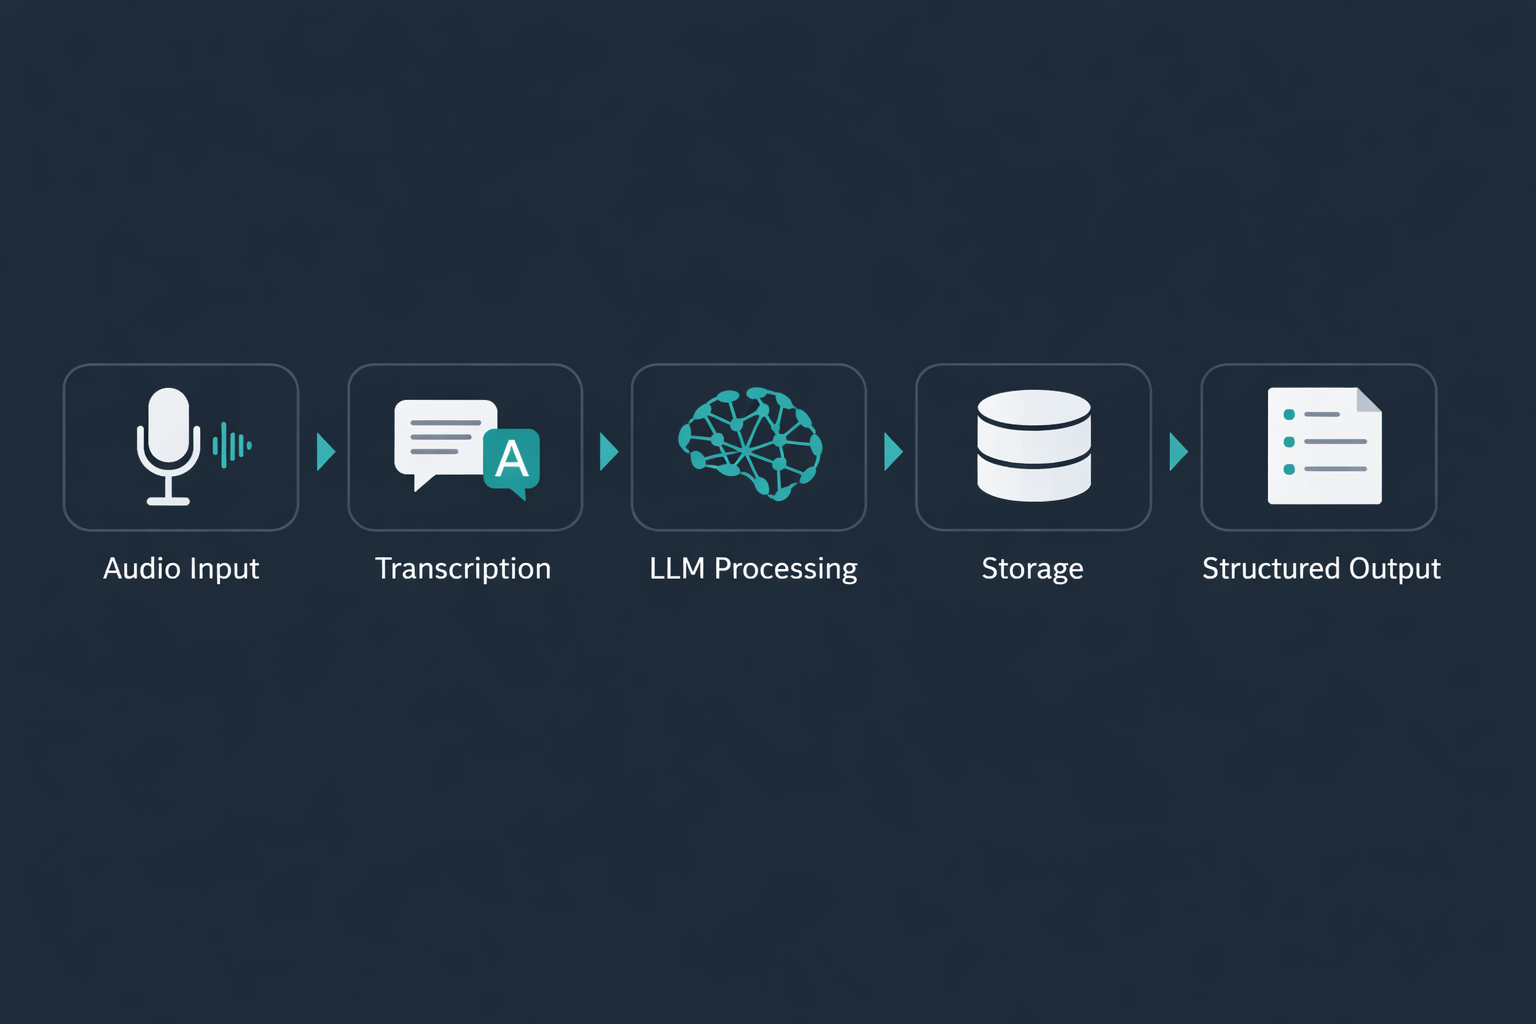 A
Audio Input
Transcription
LLM Processing
Storage
Structured Output